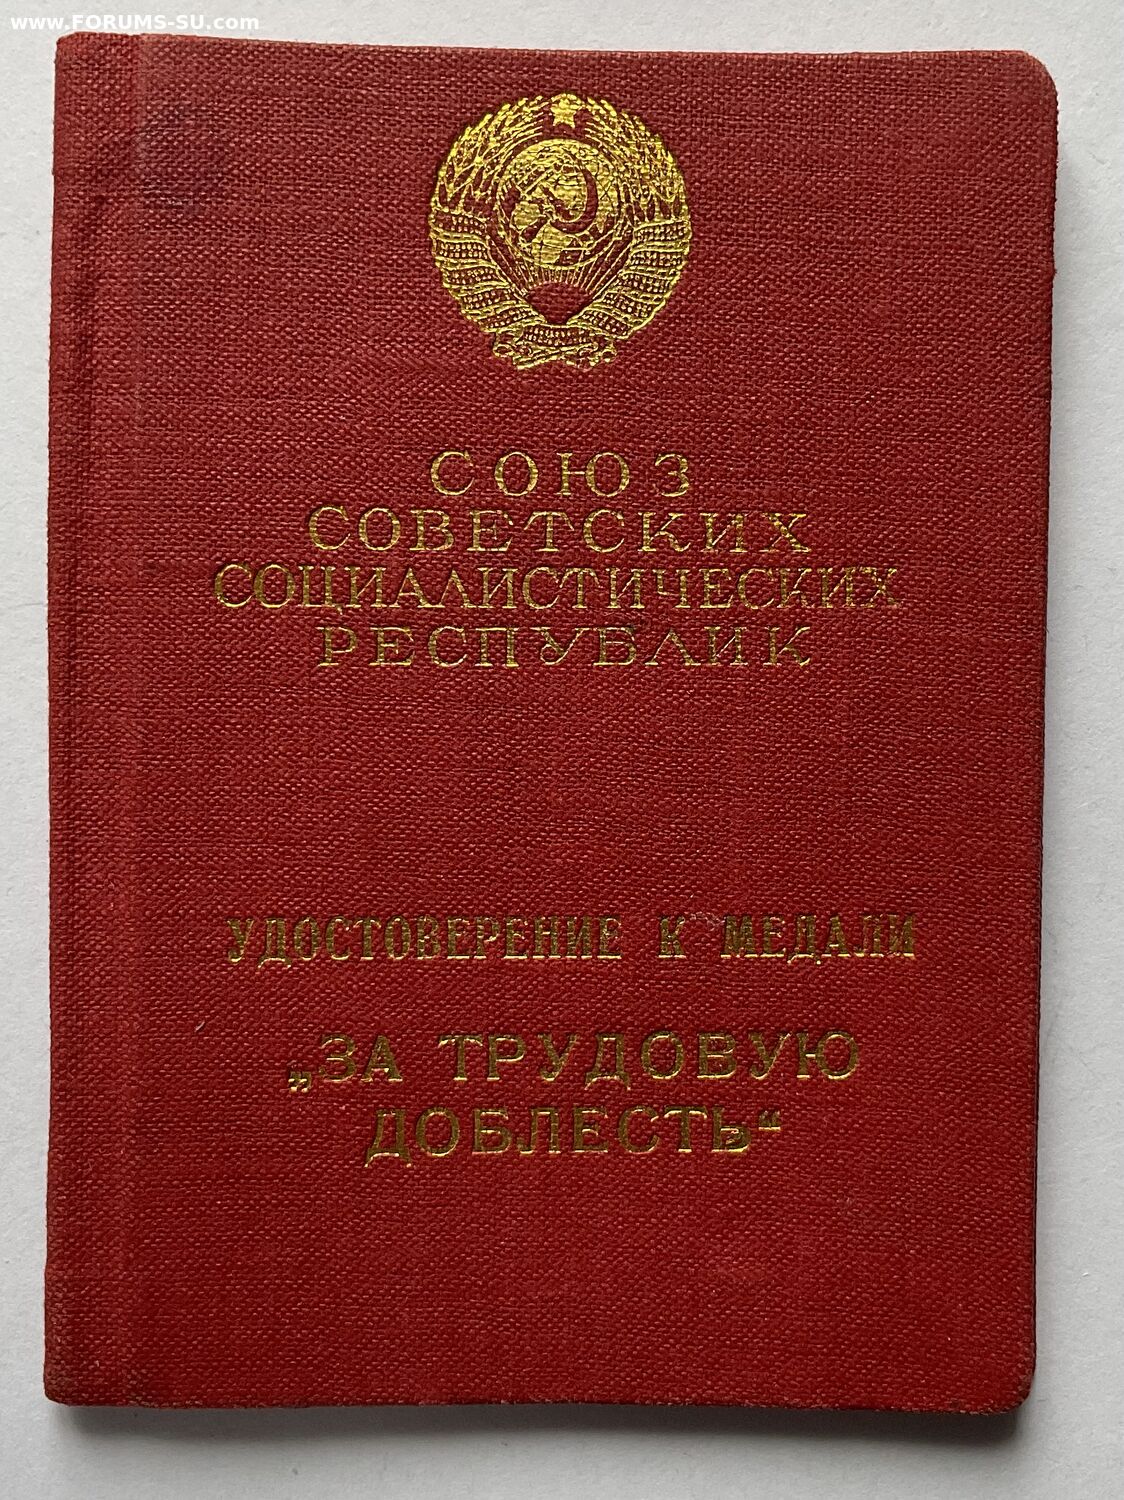 www.FORUMS-SU.com
СОЮЗ
СОВЕТСКИХ
СОЦИАЛИСТИЧЕСКИХ
РЕСПУБЛИК
УДОСТОВЕРЕНИЕ К МЕДАЛИ
„ЗА ТРУДОВУЮ
ДОБЛЕСТЬ“